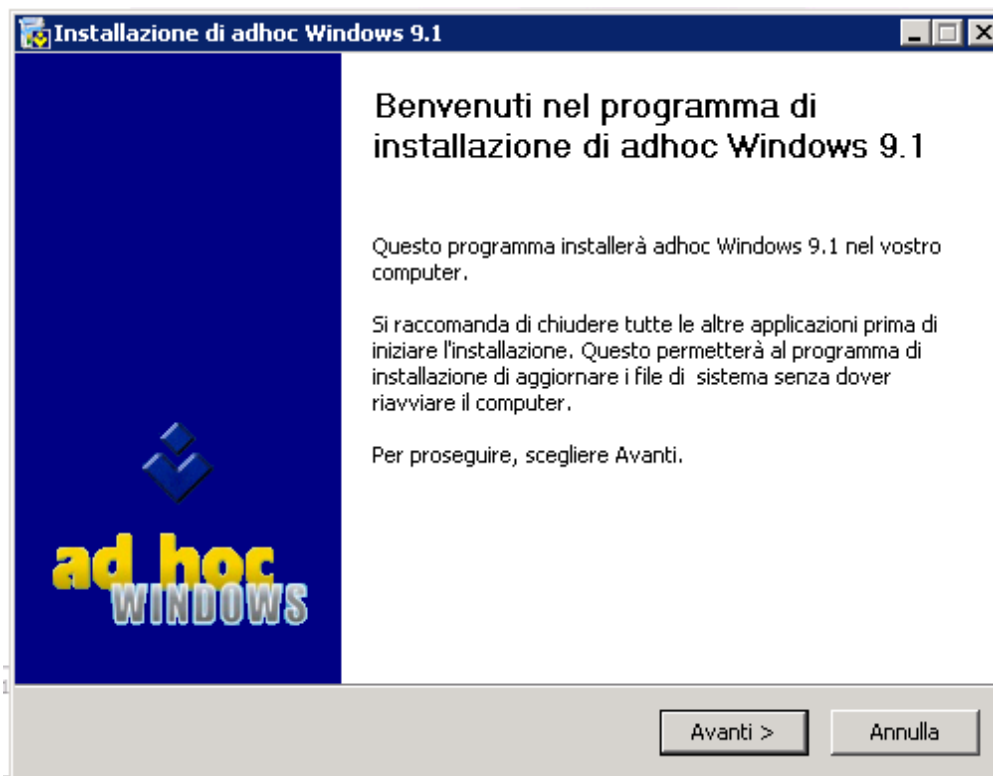 Installazione di adhoc Windows 9.1
Benvenuti nel programma di
installazione di adhoc Windows 9.1
Questo programma installerà adhoc Windows 9.1 nel vostro
computer.
Si raccomanda di chiudere tutte le altre applicazioni prima di
iniziare l'installazione. Questo permetterà al programma di
installazione di aggiornare i file di  sistema senza dover
riavviare il computer.
Per proseguire, scegliere Avanti.
ad hoc
WINDOWS
Avanti >
Annulla